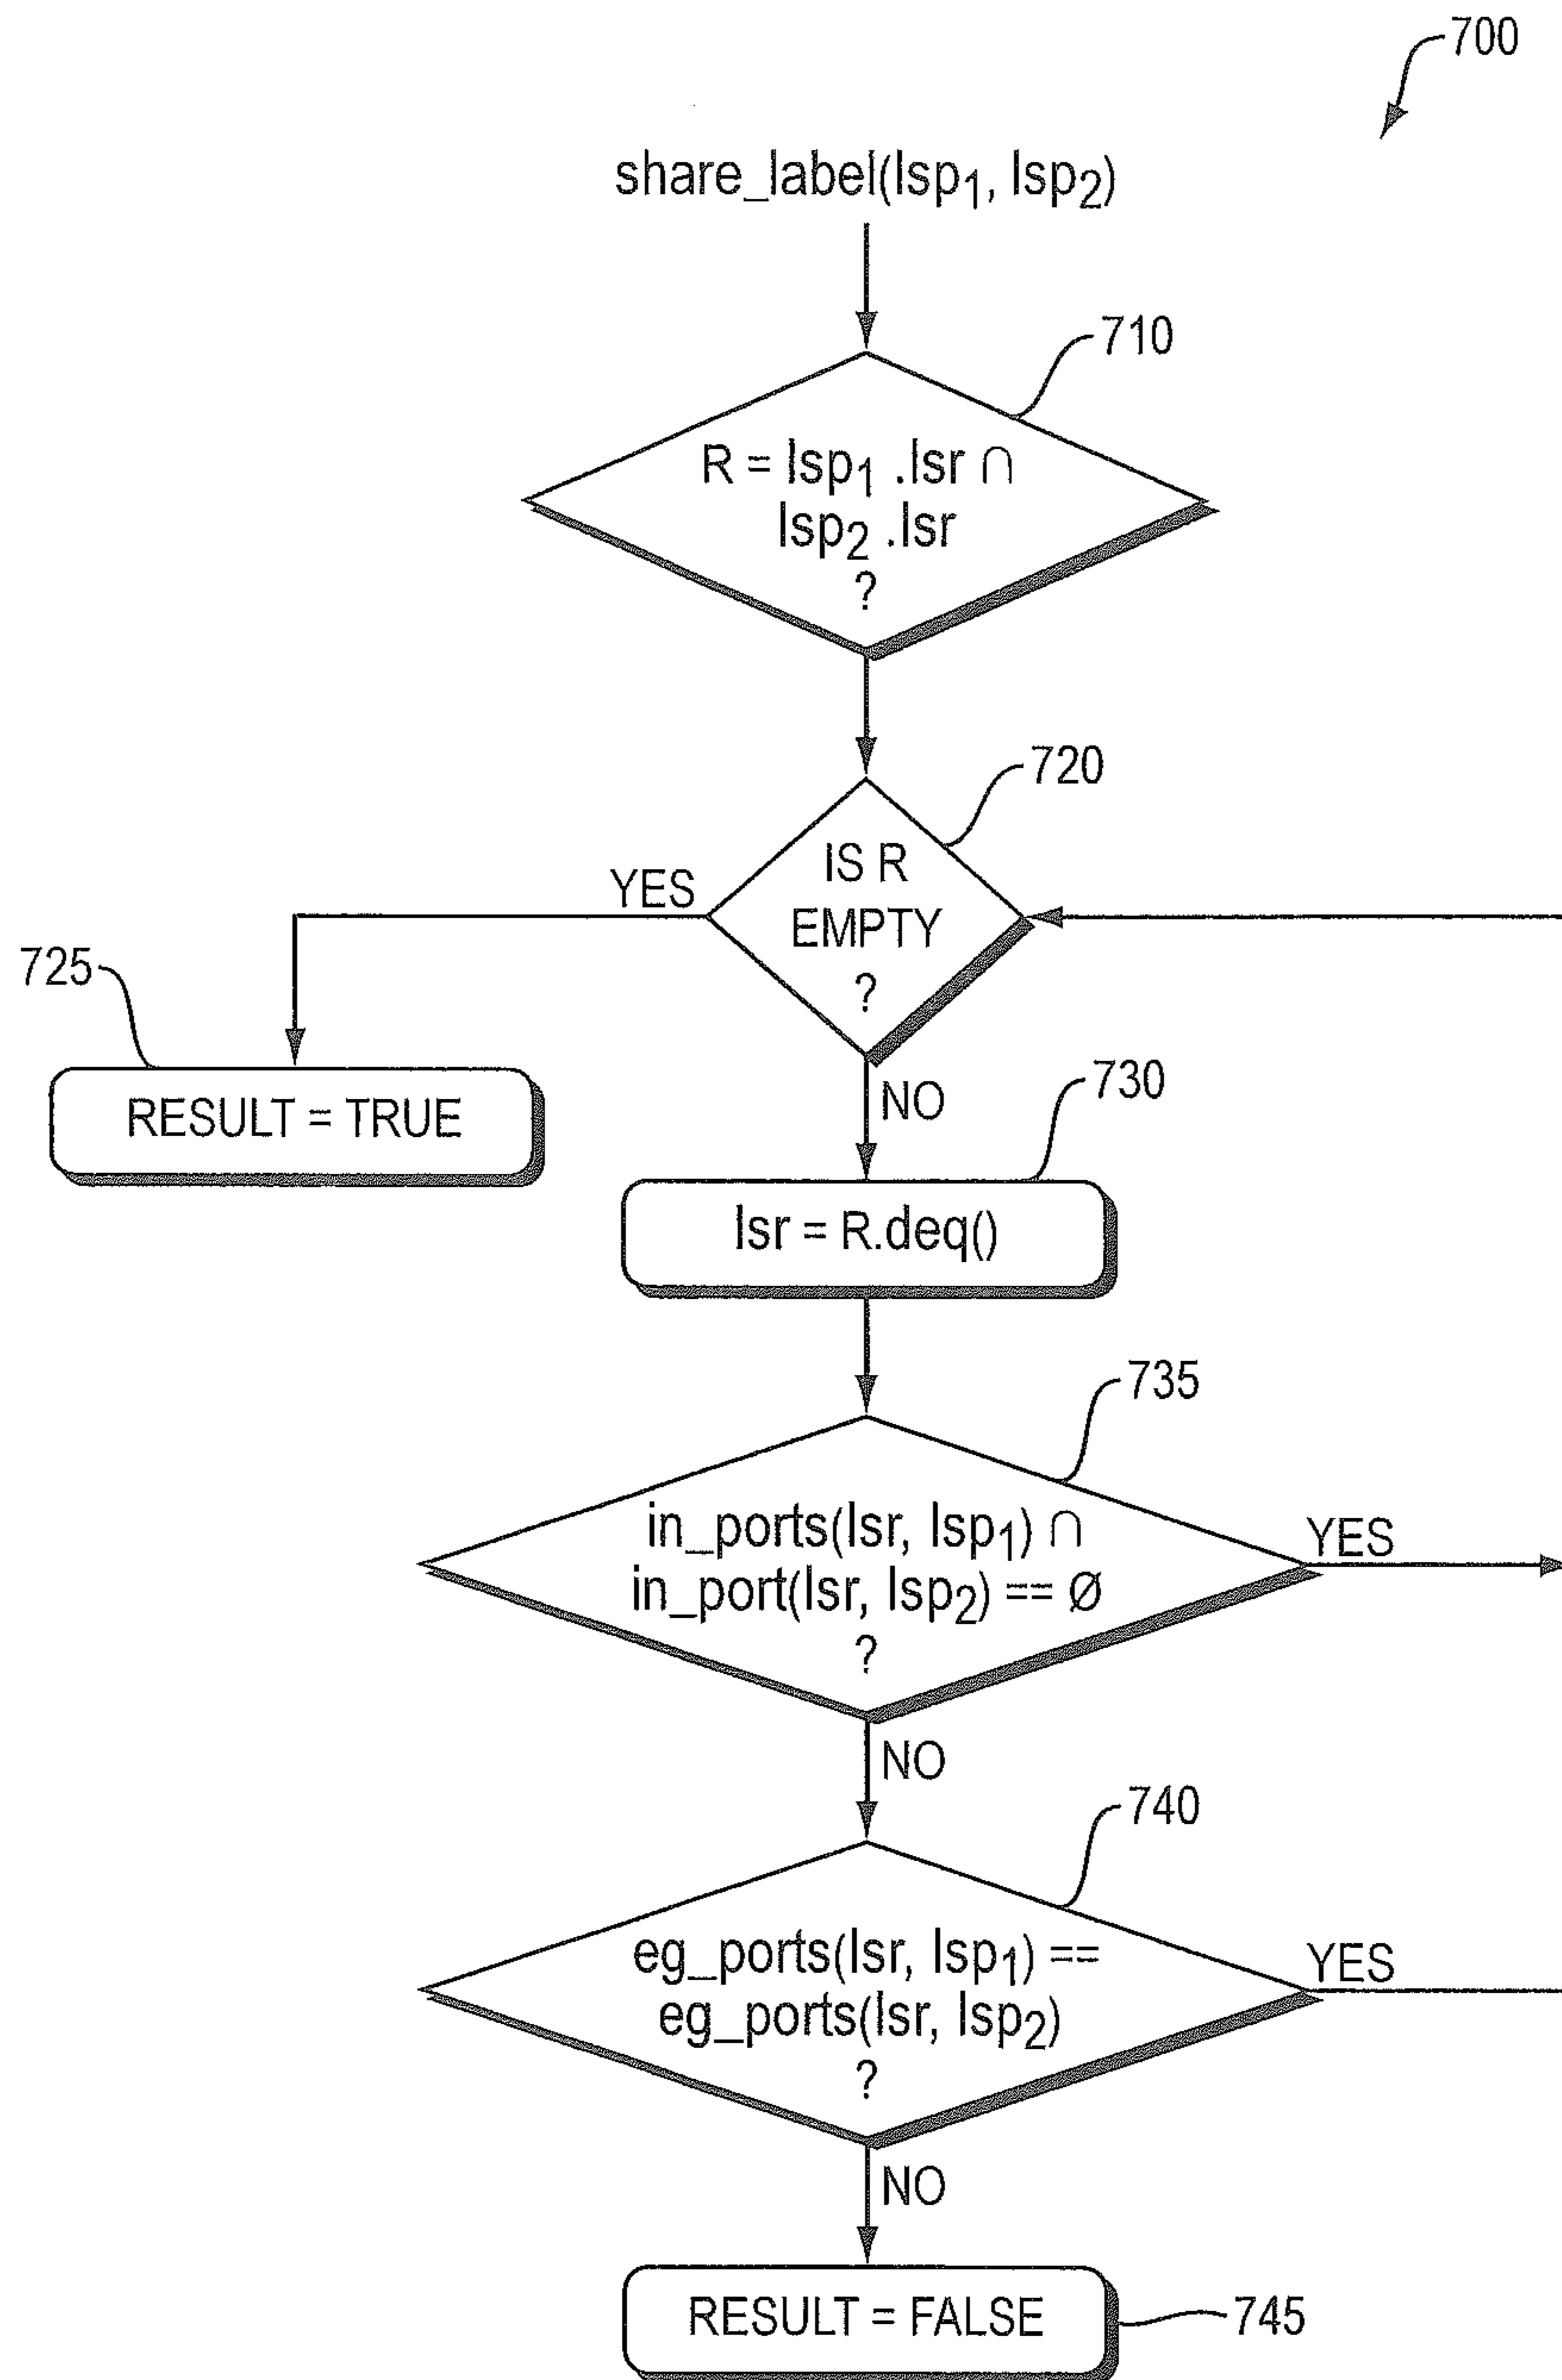 700
share_label(lsp1, lsp2)
710
R = lsp1 .lsr ∩
lsp2 .lsr
?
720
IS R
EMPTY
?
YES
725
RESULT = TRUE
NO
730
lsr = R.deq()
735
in_ports(lsr, lsp1) ∩
in_port(lsr, lsp2) == Ø
?
YES
NO
740
eg_ports(lsr, lsp1) ==
eg_ports(lsr, lsp2)
?
YES
NO
RESULT = FALSE
745